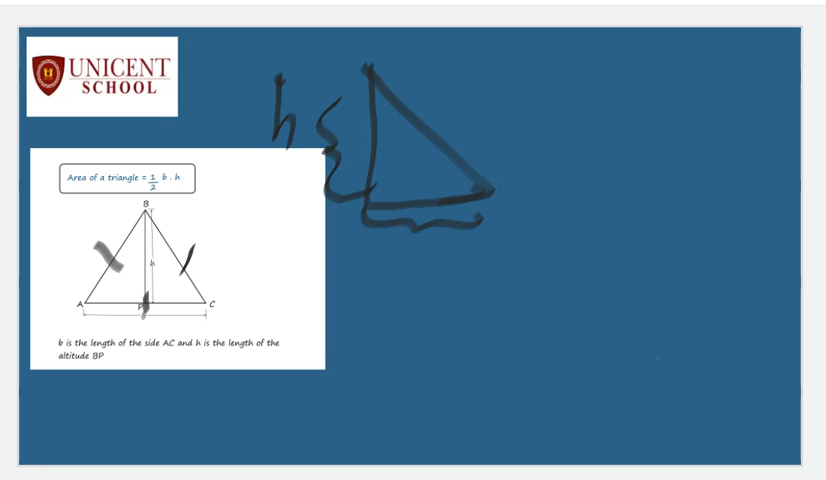 UNICENT
SCHOOL
h
Area of a triangle = 1/2 b . h
B
h
A
P
C
b is the length of the side AC and h is the length of the
altitude BP